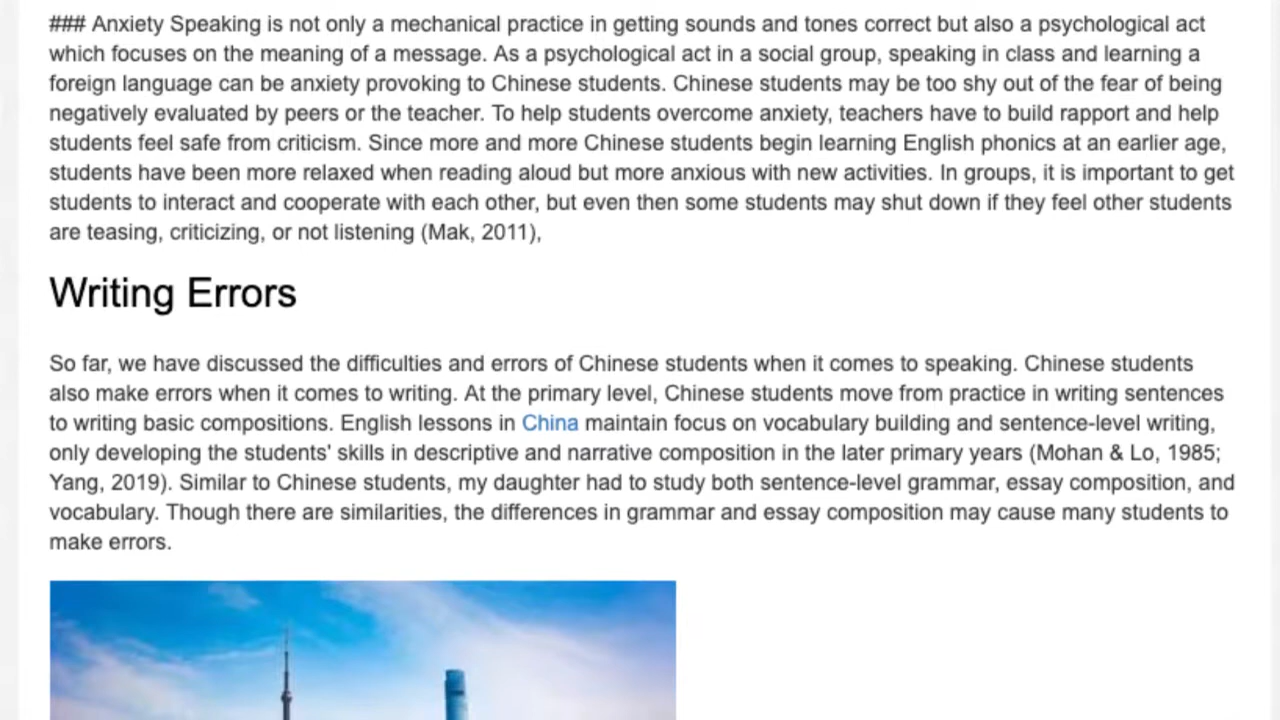 ### Anxiety Speaking is not only a mechanical practice in getting sounds and tones correct but also a psychological act
which focuses on the meaning of a message. As a psychological act in a social group, speaking in class and learning a
foreign language can be anxiety provoking to Chinese students. Chinese students may be too shy out of the fear of being
negatively evaluated by peers or the teacher. To help students overcome anxiety, teachers have to build rapport and help
students feel safe from criticism. Since more and more Chinese students begin learning English phonics at an earlier age,
students have been more relaxed when reading aloud but more anxious with new activities. In groups, it is important to get
students to interact and cooperate with each other, but even then some students may shut down if they feel other students
are teasing, criticizing, or not listening (Mak, 2011),
Writing Errors
So far, we have discussed the difficulties and errors of Chinese students when it comes to speaking. Chinese students
also make errors when it comes to writing. At the primary level, Chinese students move from practice in writing sentences
to writing basic compositions. English lessons in China maintain focus on vocabulary building and sentence-level writing,
only developing the students' skills in descriptive and narrative composition in the later primary years (Mohan & Lo, 1985;
Yang, 2019). Similar to Chinese students, my daughter had to study both sentence-level grammar, essay composition, and
vocabulary. Though there are similarities, the differences in grammar and essay composition may cause many students to
make errors.